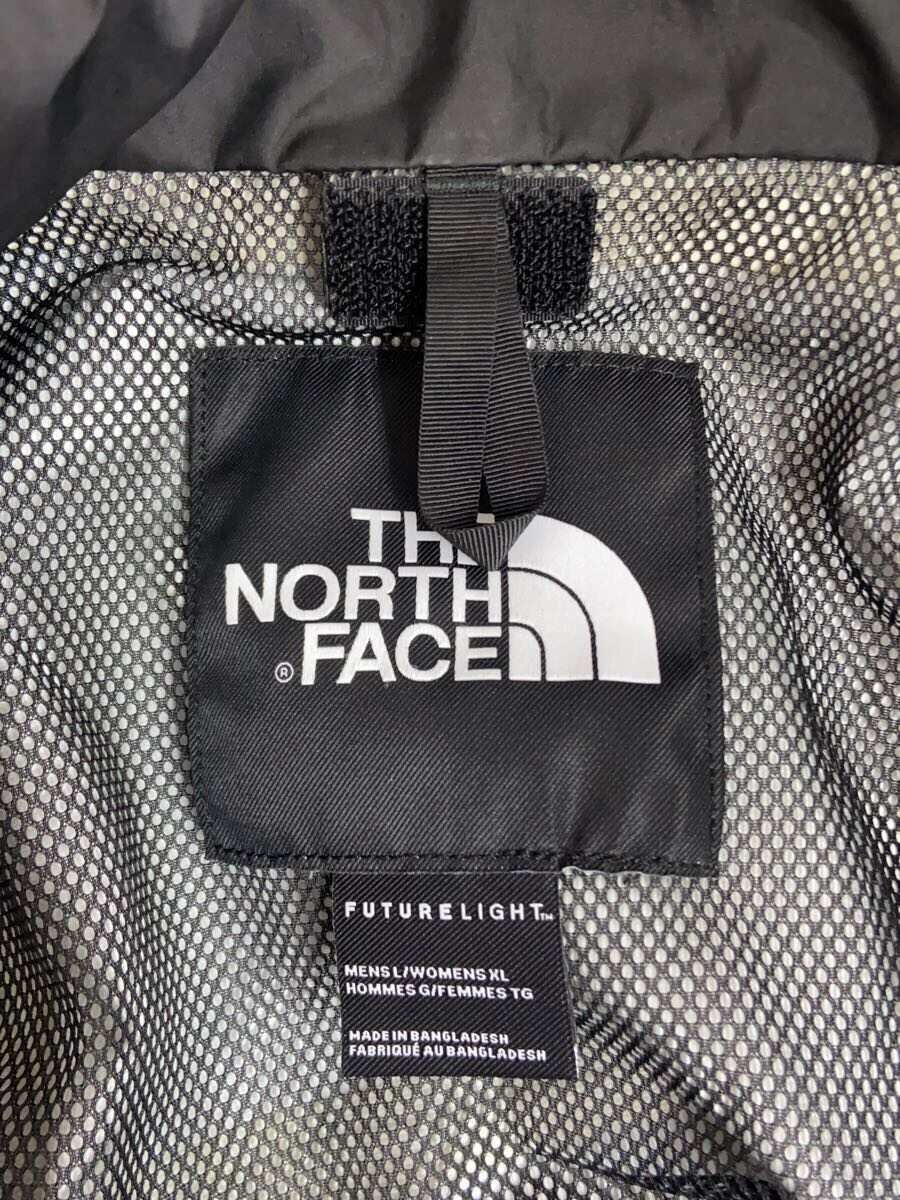 THE
NORTH
® FACE
FUTURELIGHT™
MENS L/WOMENS XL
HOMMES G/FEMMES TG
MADE IN BANGLADESH
FABRIQUÉ AU BANGLADESH